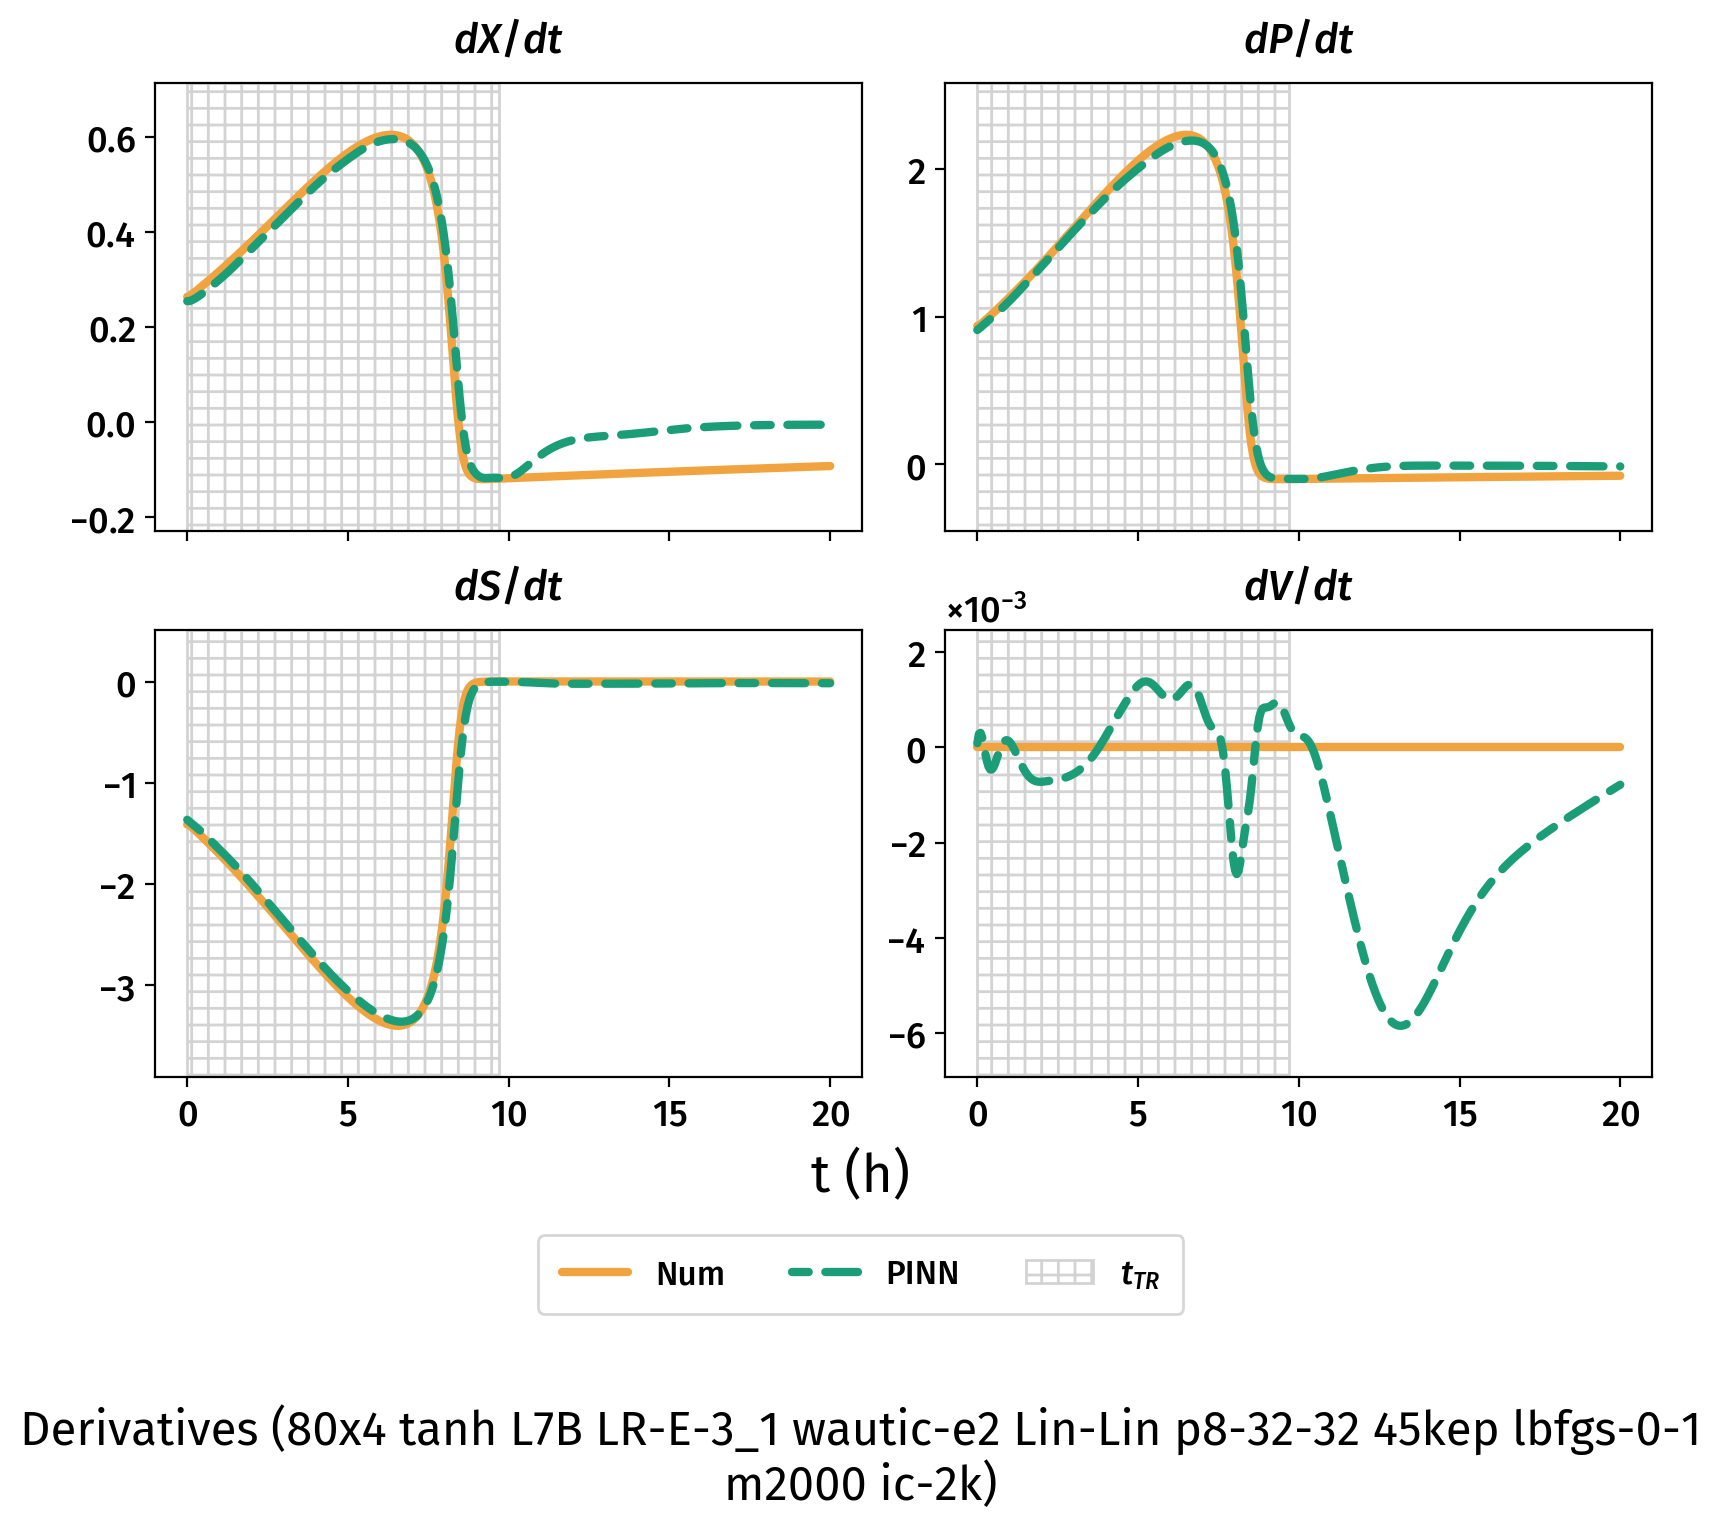 dX/dt
dP/dt
0.6
0.4
0.2
0.0
−0.2
2
1
0
dS/dt
dV/dt
×10⁻³
0
−1
−2
−3
2
0
−2
−4
−6
0 5 10 15 20
0 5 10 15 20
t (h)
Num PINN t_TR
Derivatives (80x4 tanh L7B LR-E-3_1 wautic-e2 Lin-Lin p8-32-32 45kep lbfgs-0-1
m2000 ic-2k)